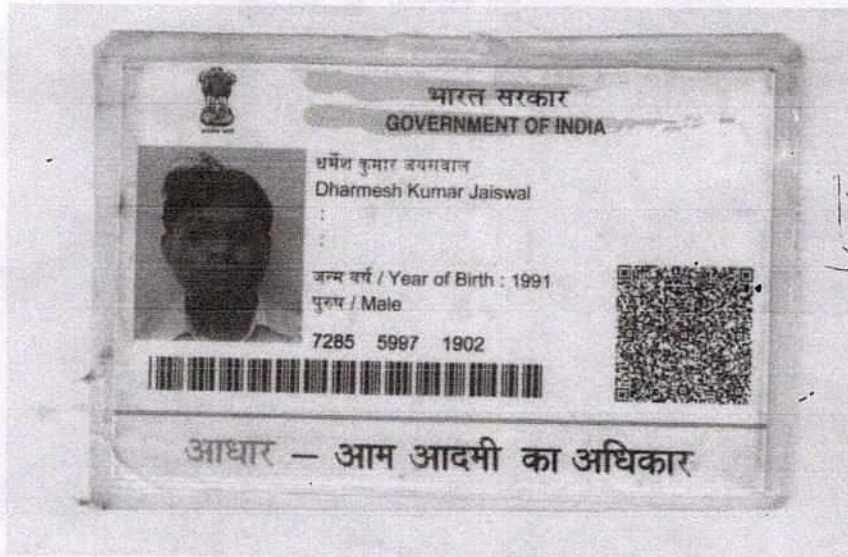 भारत सरकार
GOVERNMENT OF INDIA
धर्मेश कुमार जयसवाल
Dharmesh Kumar Jaiswal
:
:
जन्म वर्ष / Year of Birth : 1991
पुरुष / Male
7285 5997 1902
आधार – आम आदमी का अधिकार